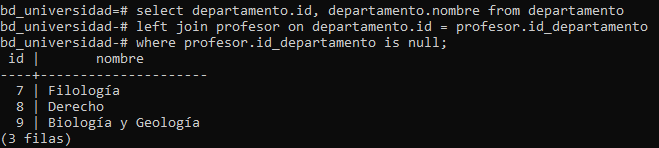 bd_universidad=# select departamento.id, departamento.nombre from departamento
bd_universidad-# left join profesor on departamento.id = profesor.id_departamento
bd_universidad-# where profesor.id_departamento is null;
 id |       nombre
----+---------------------
  7 | Filología
  8 | Derecho
  9 | Biología y Geología
(3 filas)